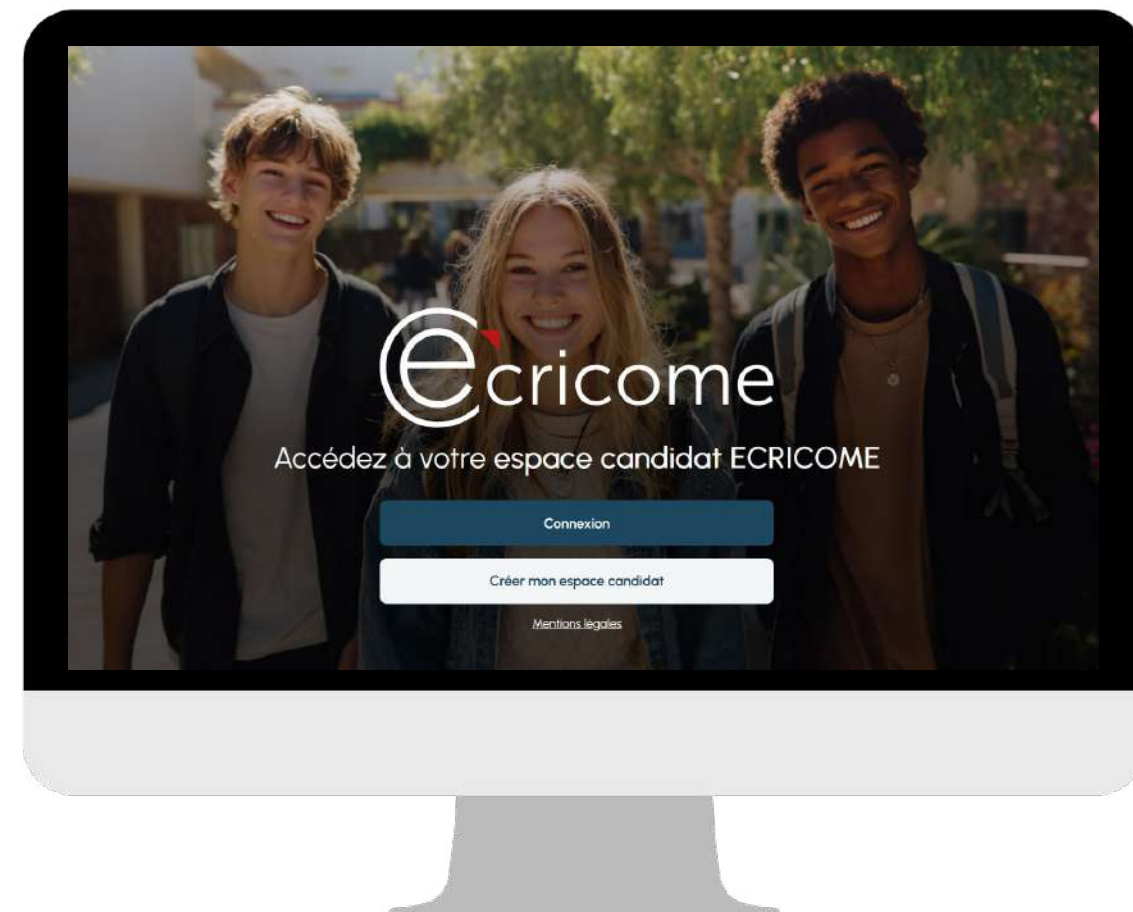 ecricome
Accédez à votre espace candidat ECRICOME
Connexion
Créer mon espace candidat
Mentions légales